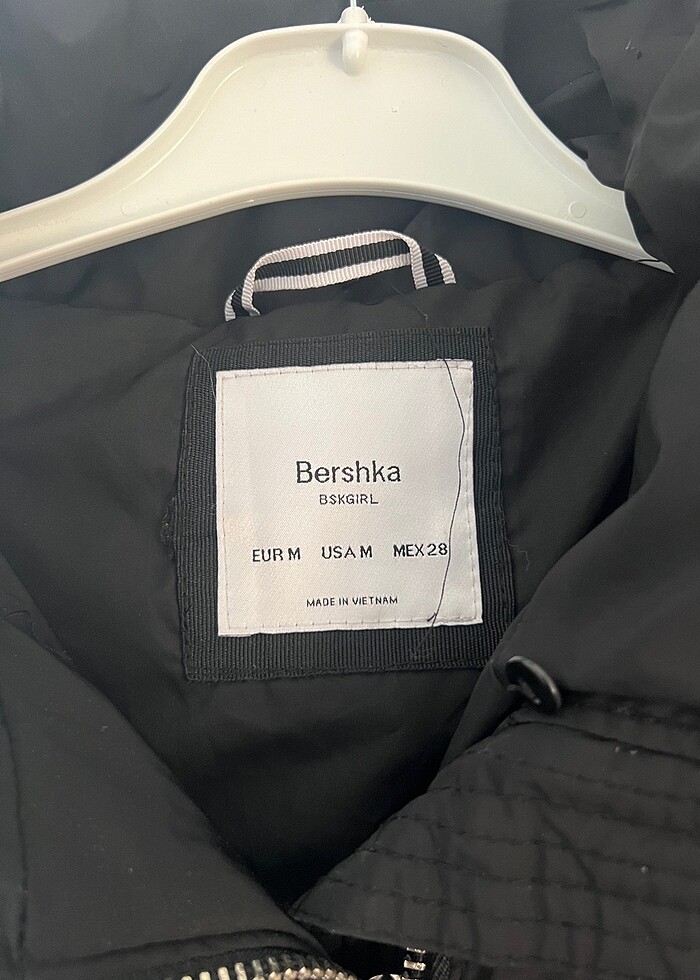 Bershka
BSKGIRL
EUR M USA M MEX 28
MADE IN VIETNAM